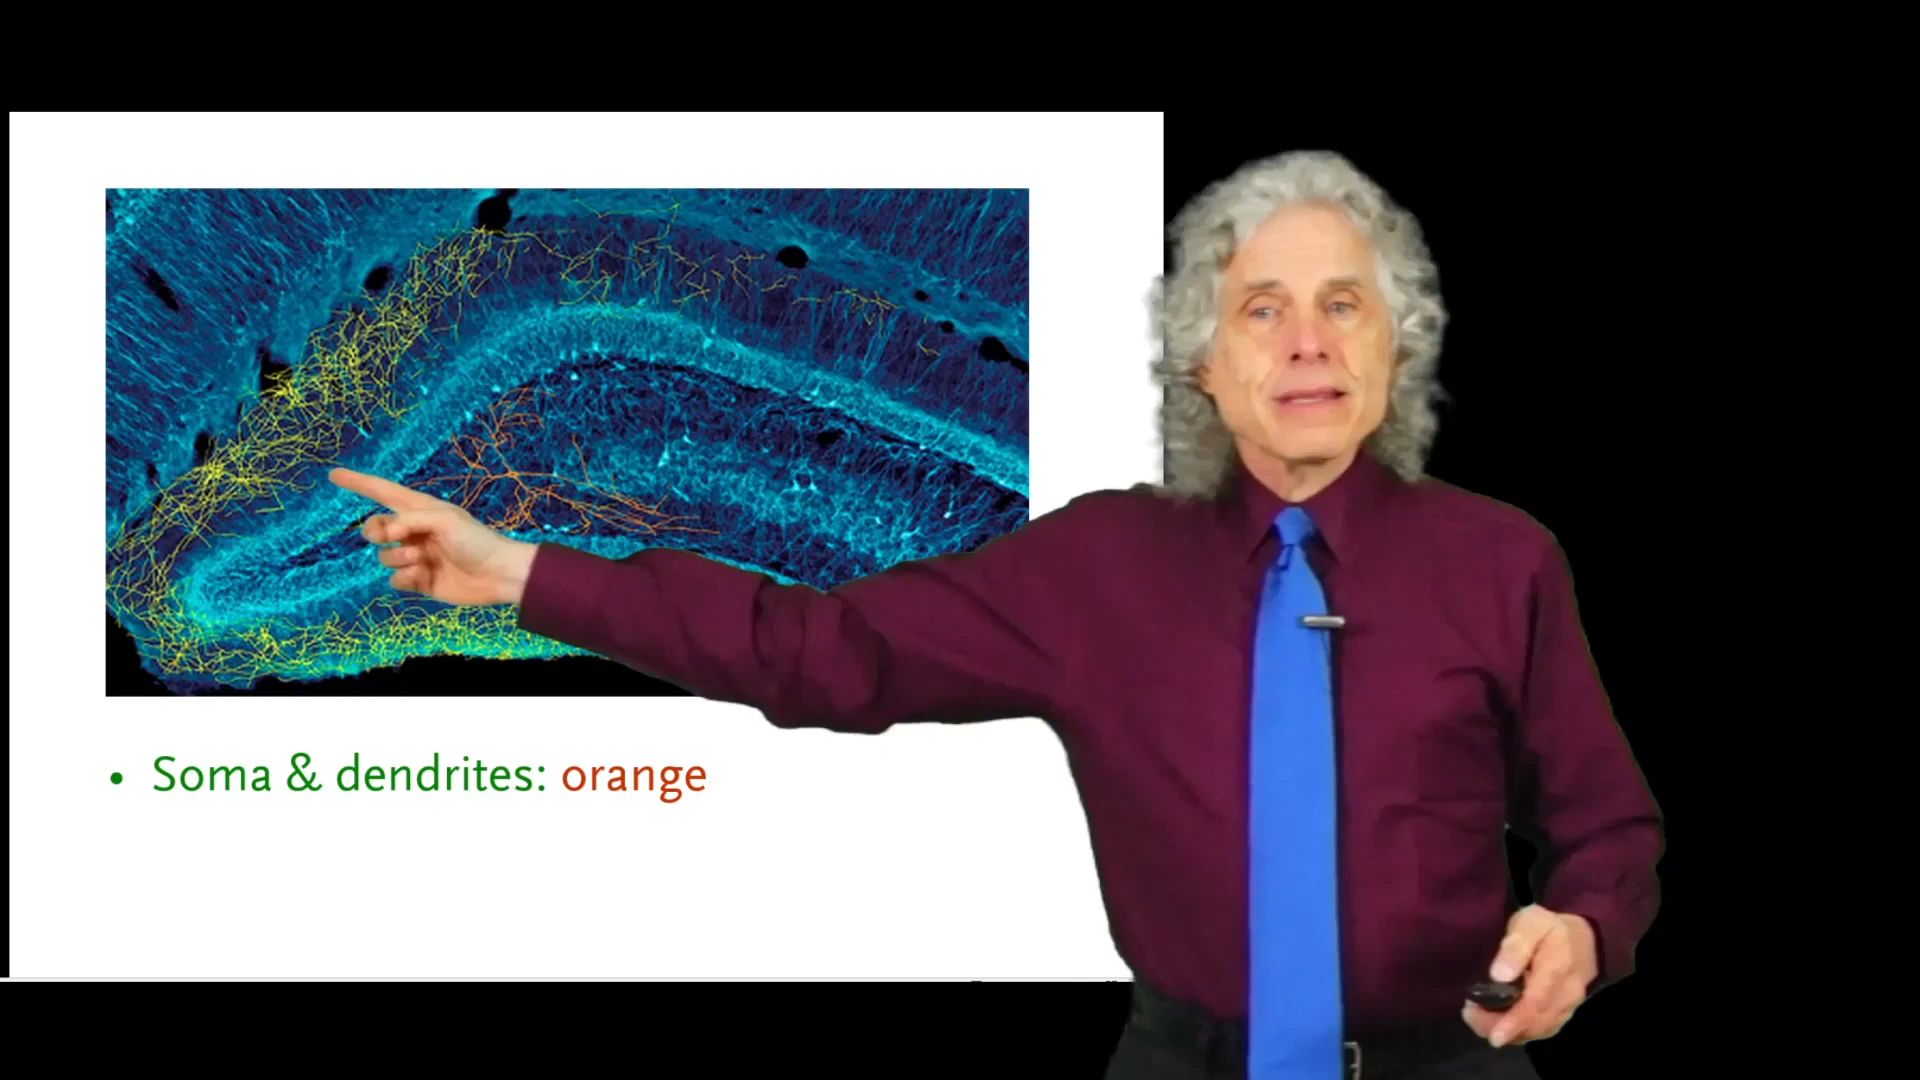 • Soma & dendrites: orange